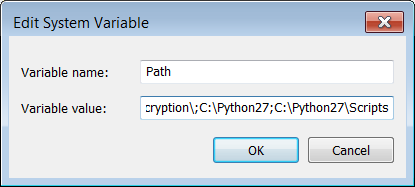 Edit System Variable
Variable name: Path
Variable value: cryption\;C:\Python27;C:\Python27\Scripts
OK Cancel